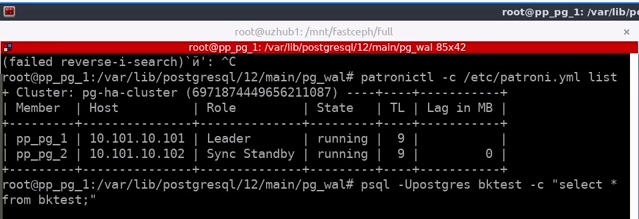 root@pp_pg_1: /var/lib/po
root@uzhub1: /mnt/fastceph/full
root@pp_pg_1: /var/lib/postgresql/12/main/pg_wal 85x42
(failed reverse-i-search)`й': ^C
root@pp_pg_1:/var/lib/postgresql/12/main/pg_wal# patronictl -c /etc/patroni.yml list
+ Cluster: pg-ha-cluster (6971874449656211087) ----+----+-----------+
| Member  | Host          | Role         | State   | TL | Lag in MB |
+---------+---------------+--------------+---------+----+-----------+
| pp_pg_1 | 10.101.10.101 | Leader       | running |  9 |           |
| pp_pg_2 | 10.101.10.102 | Sync Standby | running |  9 |         0 |
+---------+---------------+--------------+---------+----+-----------+
root@pp_pg_1:/var/lib/postgresql/12/main/pg_wal# psql -Upostgres bktest -c "select *
from bktest;"